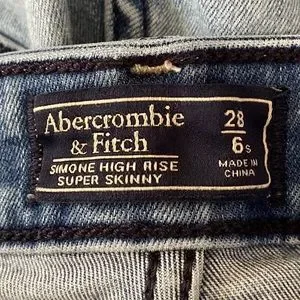 Abercrombie
& Fitch
SIMONE HIGH RISE
SUPER SKINNY
28
6s
MADE IN
CHINA